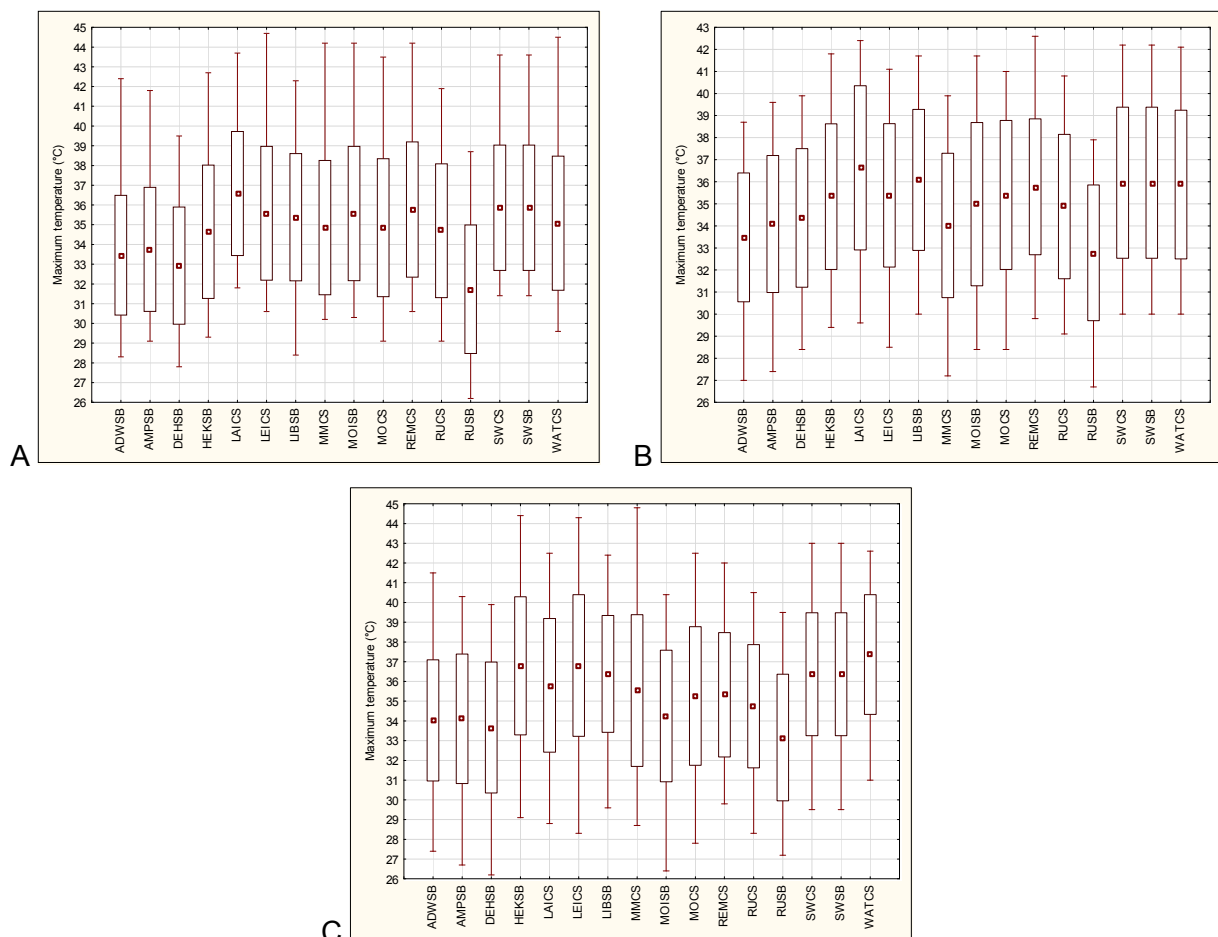 45
44
43
42
41
40
39
38
37
36
35
34
33
32
31
30
29
28
27
26
Maximum temperature (°C)
ADWSB
AMPSB
DEHSB
HEKSB
LAICS
LEICS
LIBSB
MMCS
MOISB
MOCS
REMCS
RUCS
RUSB
SWCS
SWSB
WATCS
A
43
42
41
40
39
38
37
36
35
34
33
32
31
30
29
28
27
26
Maximum temperature (°C)
ADWSB
AMPSB
DEHSB
HEKSB
LAICS
LEICS
LIBSB
MMCS
MOISB
MOCS
REMCS
RUCS
RUSB
SWCS
SWSB
WATCS
B
45
44
43
42
41
40
39
38
37
36
35
34
33
32
31
30
29
28
27
26
Maximum temperature (°C)
ADWSB
AMPSB
DEHSB
HEKSB
LAICS
LEICS
LIBSB
MMCS
MOISB
MOCS
REMCS
RUCS
RUSB
SWCS
SWSB
WATCS
C